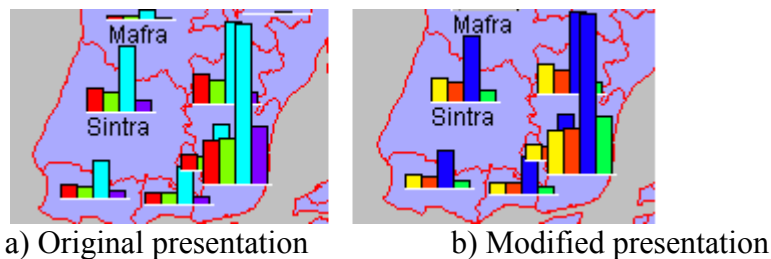 Mafra
Mafra
Sintra
Sintra
a) Original presentation
b) Modified presentation